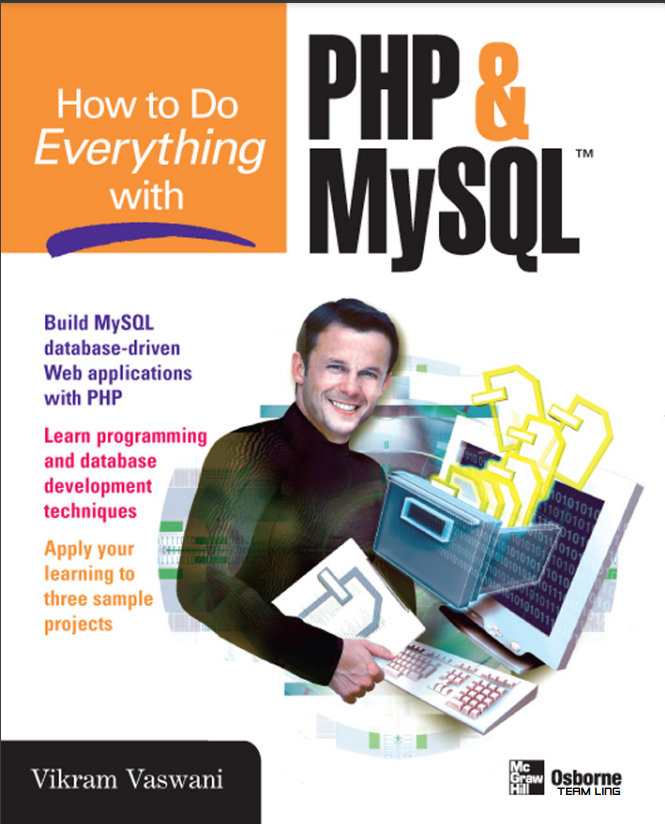 How to Do
Everything
with
PHP &
MySQL™
Build MySQL
database-driven
Web applications
with PHP
Learn programming
and database
development
techniques
Apply your
learning to
three sample
projects
Vikram Vaswani
Mc
Graw
Hill
Osborne
TEAM LING